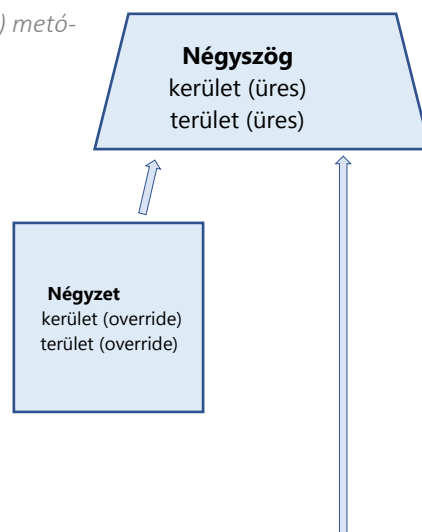 ) metó-
Négyszög
kerület (üres)
terület (üres)
Négyzet
kerület (override)
terület (override)